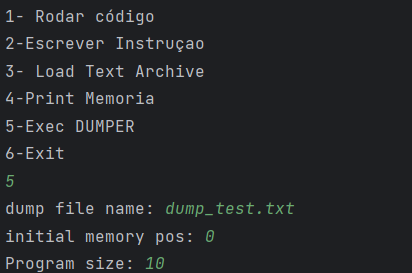 1- Rodar código
2-Escrever Instruçao
3- Load Text Archive
4-Print Memoria
5-Exec DUMPER
6-Exit
5
dump file name: dump_test.txt
initial memory pos: 0
Program size: 10